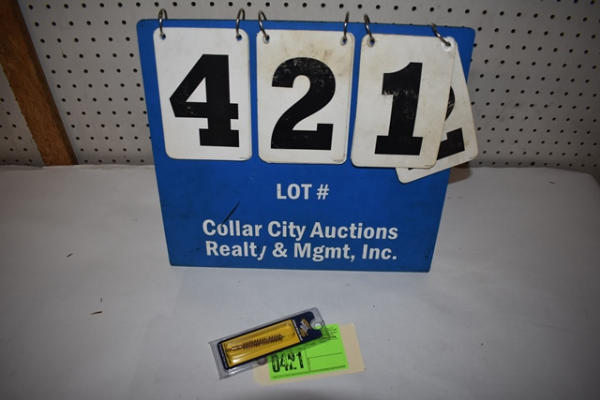 421
LOT #
Collar City Auctions
Realty & Mgmt, Inc.
0421